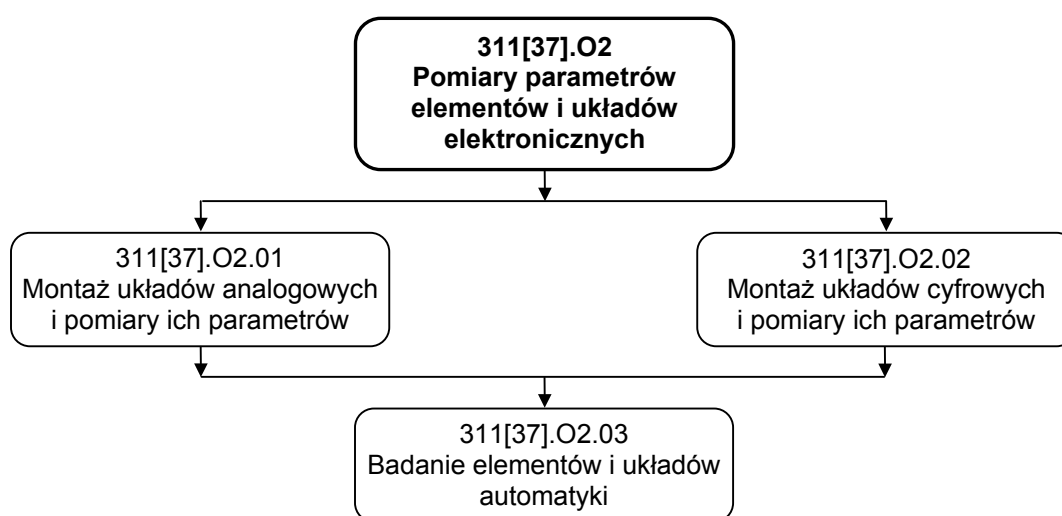 311[37].O2
Pomiary parametrów
elementów i układów
elektronicznych
311[37].O2.01
Montaż układów analogowych
i pomiary ich parametrów
311[37].O2.02
Montaż układów cyfrowych
i pomiary ich parametrów
311[37].O2.03
Badanie elementów i układów
automatyki